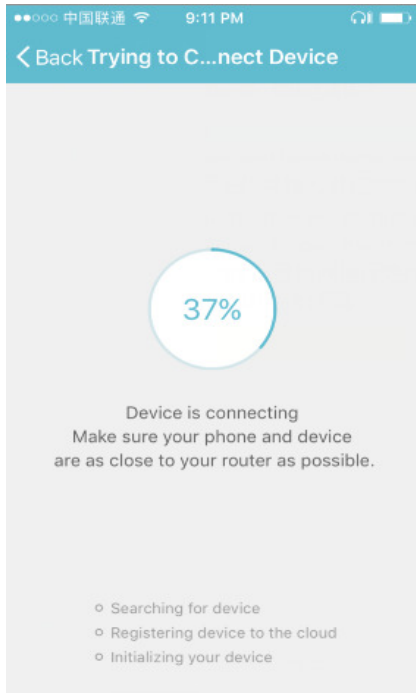 中国联通 9:11 PM
Back Trying to C...nect Device
37%
Device is connecting
Make sure your phone and device
are as close to your router as possible.
Searching for device
Registering device to the cloud
Initializing your device